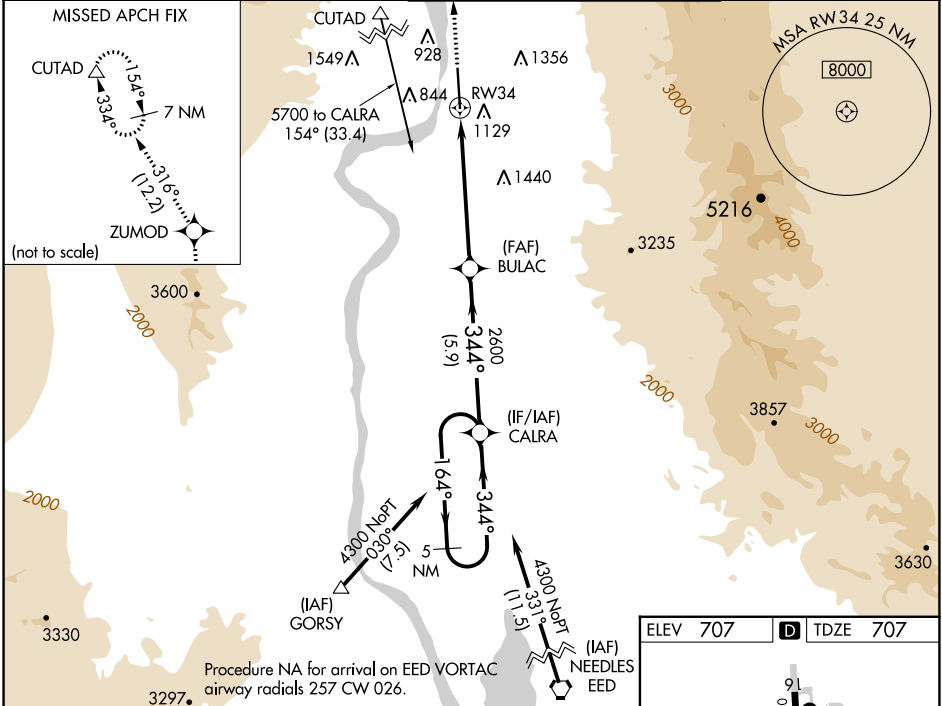 MISSED APCH FIX
CUTAD
154°
334°
7 NM
316°
(12.2)
ZUMOD
(not to scale)
CUTAD
1549
928
844
5700 to CALRA
154° (33.4)
RW34
1129
1356
1440
MSA RW34 25 NM
8000
3000
5216
4000
3235
(FAF)
BULAC
3600
2000
2600
344°
(5.9)
2000
3857
3000
(IF/IAF)
CALRA
164°
344°
5
NM
2000
4300 NoPT
030°
(7.5)
(IAF)
GORSY
4300 NoPT
331°
(11.5)
3630
3330
(IAF)
NEEDLES
EED
Procedure NA for arrival on EED VORTAC
airway radials 257 CW 026.
3297
ELEV 707
D
TDZE 707
16